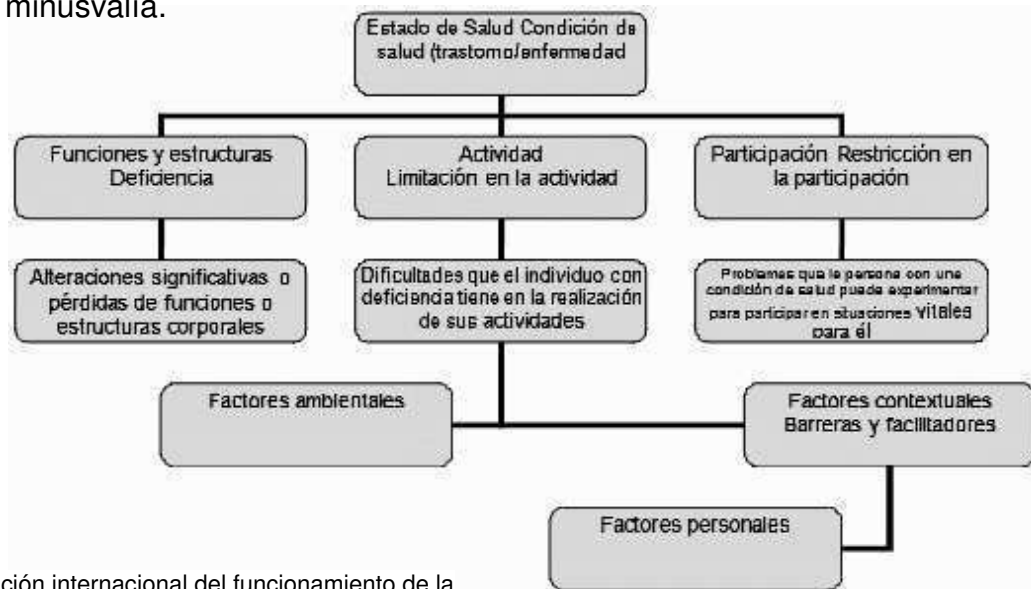 minusvalía.
Estado de Salud Condición de
salud (trastorno/enfermedad
Funciones y estructuras
Deficiencia
Actividad
Limitación en la actividad
Participación Restricción en
la participación
Alteraciones significativas o
pérdidas de funciones o
estructuras corporales
Dificultades que el individuo con
deficiencia tiene en la realización
de sus actividades
Problemas que la persona con una
condición de salud puede experimentar
para participar en situaciones vitales
para él
Factores ambientales
Factores contextuales
Barreras y facilitadores
Factores personales
ción internacional del funcionamiento de la